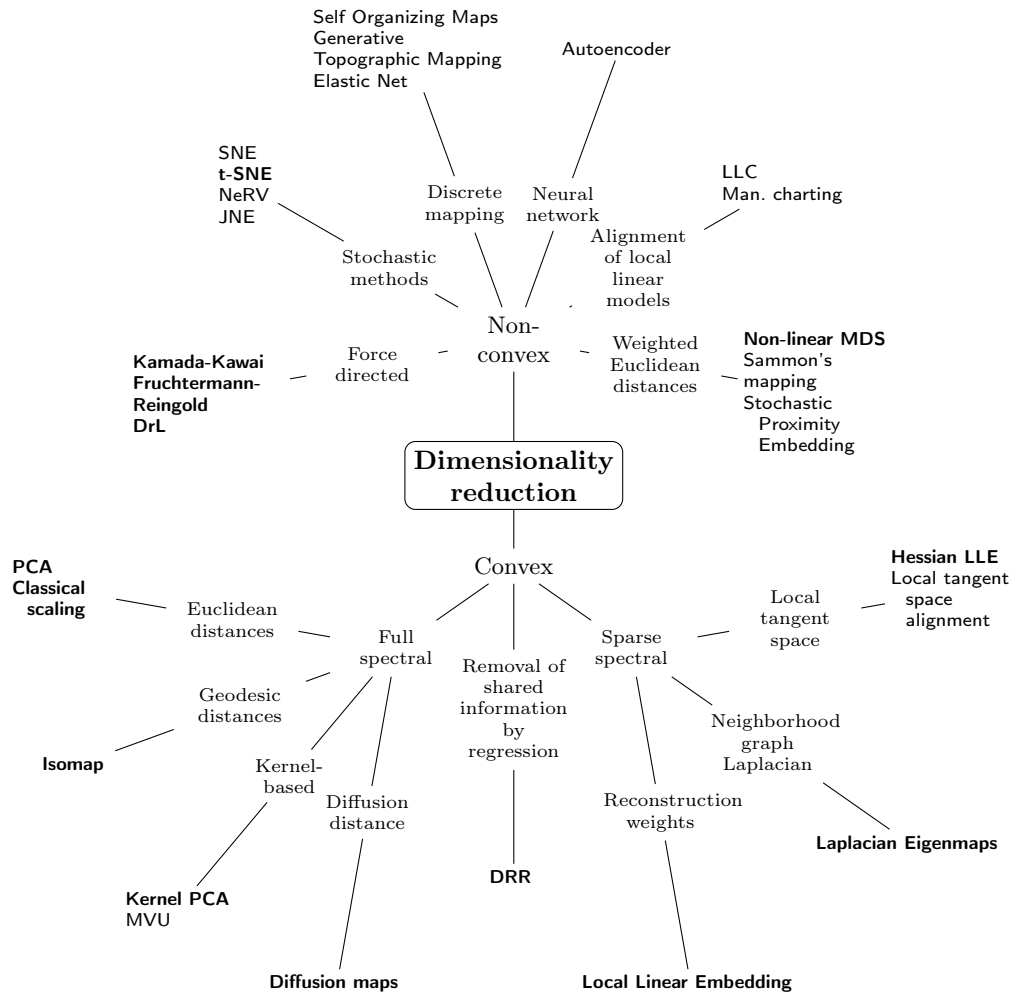 Self Organizing Maps
Generative
Topographic Mapping
Elastic Net
Autoencoder
SNE
t-SNE
NeRV
JNE
LLC
Man. charting
Discrete
mapping
Neural
network
Stochastic
methods
Alignment
of local
linear
models
Non-
convex
Force
directed
Weighted
Euclidean
distances
Kamada-Kawai
Fruchtermann-
Reingold
DrL
Non-linear MDS
Sammon's
mapping
Stochastic
Proximity
Embedding
Dimensionality
reduction
Convex
PCA
Classical
scaling
Euclidean
distances
Full
spectral
Removal of
shared
information
by
regression
Sparse
spectral
Local
tangent
space
Hessian LLE
Local tangent
space
alignment
Geodesic
distances
Isomap
Kernel-
based
Diffusion
distance
Neighborhood
graph
Laplacian
Reconstruction
weights
Laplacian Eigenmaps
Kernel PCA
MVU
DRR
Diffusion maps
Local Linear Embedding